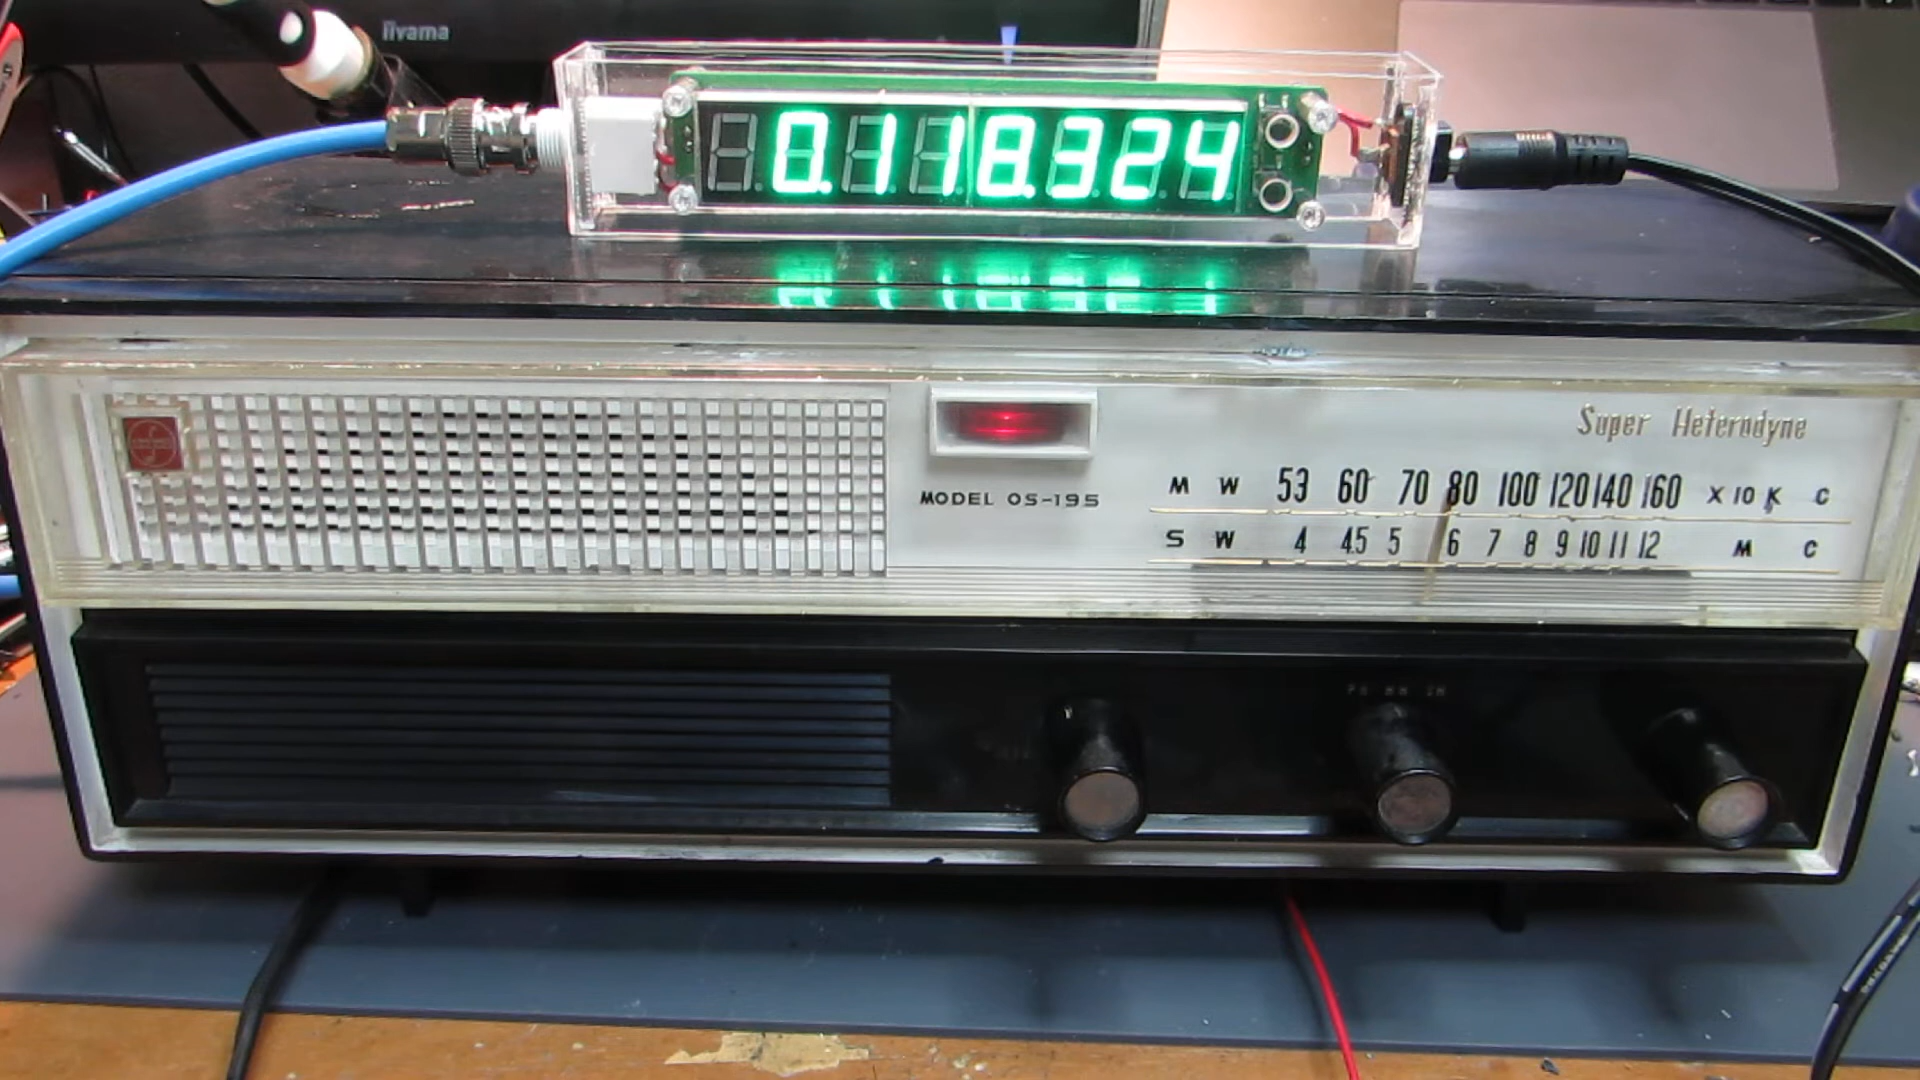 iiyama
0.118.324
Super Heterodyne
MODEL OS-195
M W 53 60 70 80 100 120 140 160 X 10 K C
S W 4 4.5 5 6 7 8 9 10 11 12 M C